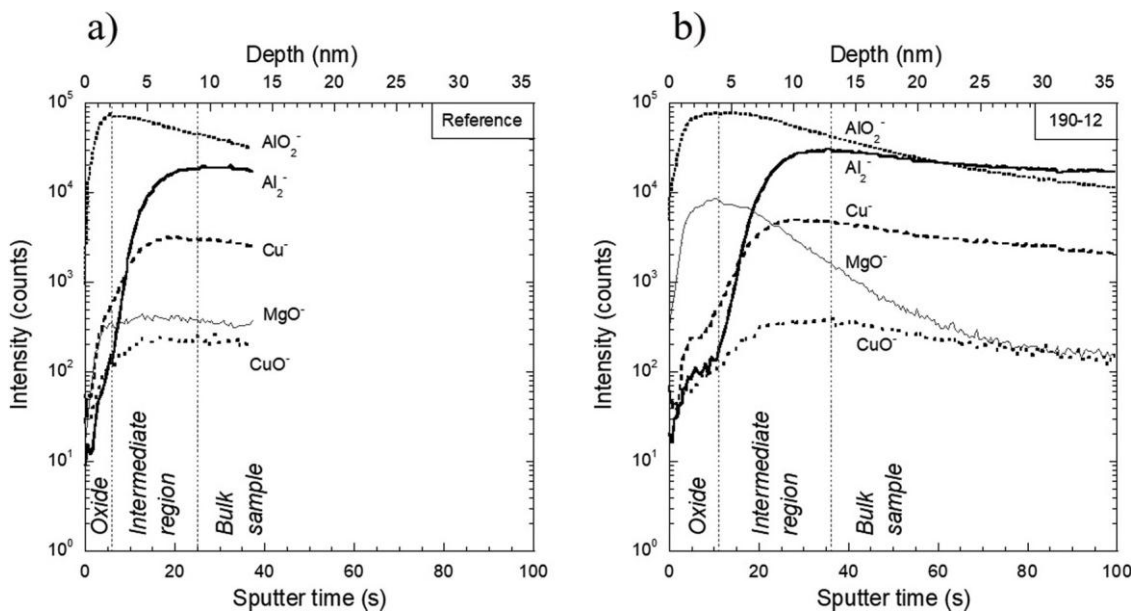 a)
Depth (nm)
0 5 10 15 20 25 30 35
10^5
10^4
10^3
10^2
10^1
10^0
Intensity (counts)
Reference
AlO2^-
Al2^-
Cu^-
MgO^-
CuO^-
Oxide
Intermediate
region
Bulk
sample
0 20 40 60 80 100
Sputter time (s)
b)
Depth (nm)
0 5 10 15 20 25 30 35
10^5
10^4
10^3
10^2
10^1
10^0
Intensity (counts)
190-12
AlO2^-
Al2^-
Cu^-
MgO^-
CuO^-
Oxide
Intermediate
region
Bulk
sample
0 20 40 60 80 100
Sputter time (s)